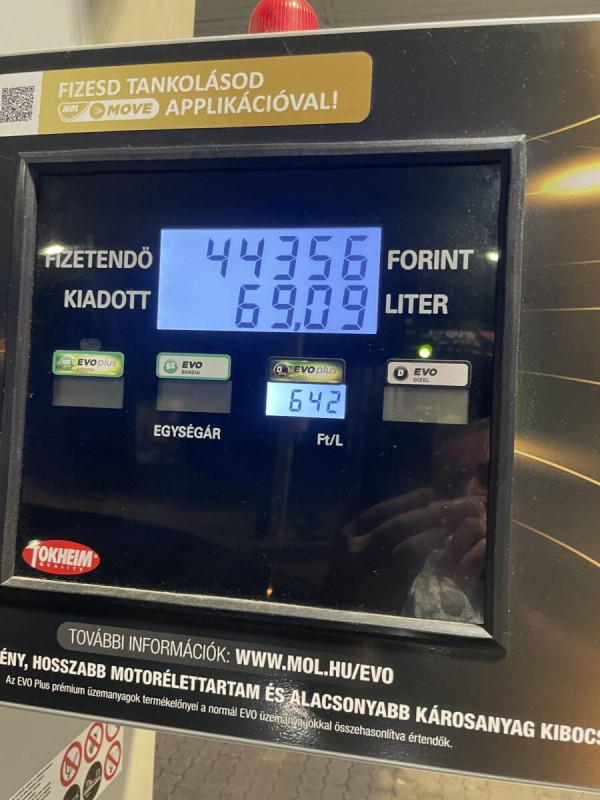 FIZESD TANKOLÁSOD
MOL MOVE APPLIKÁCIÓVAL!
FIZETENDŐ 44356 FORINT
KIADOTT 69,09 LITER
EVO plus
EVO BENZIN
EVO plus
D EVO DÍZEL
642
EGYSÉGÁR Ft/L
TOKHEIM
QUALITY
TOVÁBBI INFORMÁCIÓK: WWW.MOL.HU/EVO
ÉNY, HOSSZABB MOTORÉLETTARTAM ÉS ALACSONYABB KÁROSANYAG KIBOCS
Az EVO Plus prémium üzemanyagok termékelőnyei a normál EVO üzemanyagokkal összehasonlítva értendők.